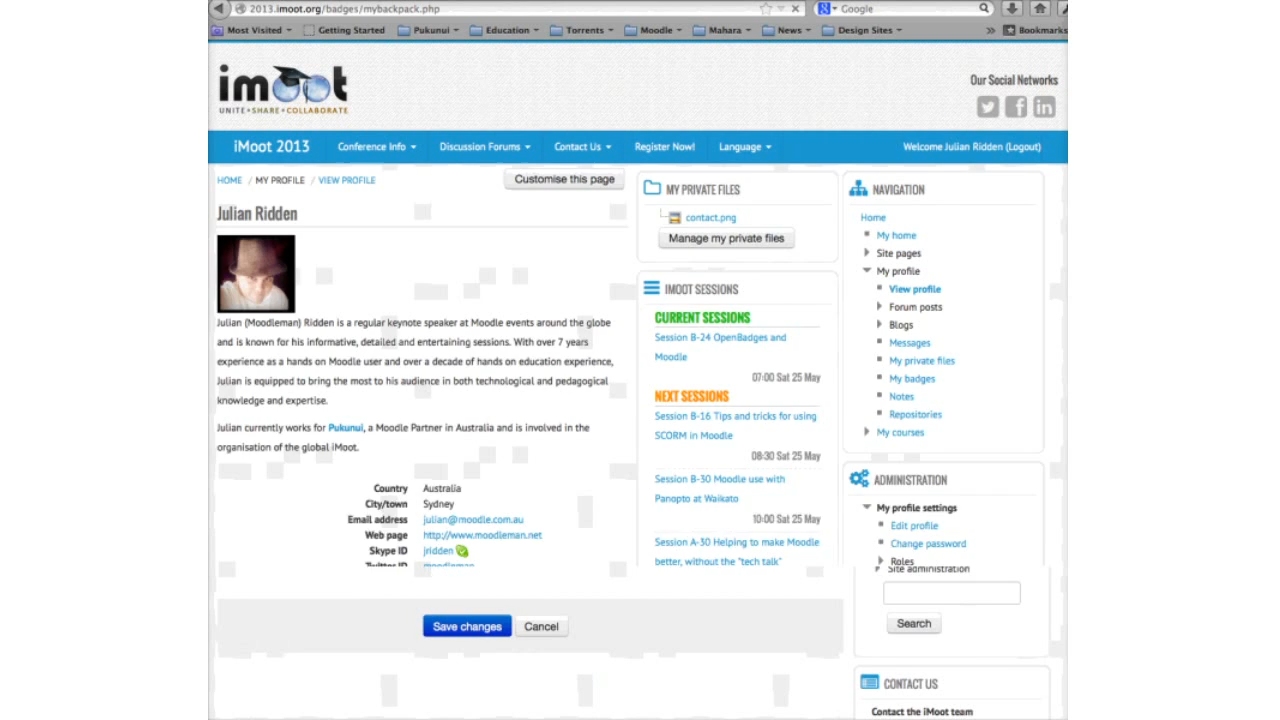 2013.imoot.org/badges/mybackpack.php
Google
Most Visited Getting Started Pukunui Education Torrents Moodle Mahara News Design Sites » Bookmarks
imoot
UNITE•SHARE•COLLABORATE
Our Social Networks
iMoot 2013 Conference Info Discussion Forums Contact Us Register Now! Language Welcome Julian Ridden (Logout)
HOME / MY PROFILE / VIEW PROFILE
Customise this page
Julian Ridden
Julian (Moodleman) Ridden is a regular keynote speaker at Moodle events around the globe
and is known for his informative, detailed and entertaining sessions. With over 7 years
experience as a hands on Moodle user and over a decade of hands on education experience,
Julian is equipped to bring the most to his audience in both technological and pedagogical
knowledge and expertise.
Julian currently works for Pukunui, a Moodle Partner in Australia and is involved in the
organisation of the global iMoot.
Country Australia
City/town Sydney
Email address julian@moodle.com.au
Web page http://www.moodleman.net
Skype ID jridden
Twitter ID moodleman
Save changes Cancel
MY PRIVATE FILES
contact.png
Manage my private files
IMOOT SESSIONS
CURRENT SESSIONS
Session B-24 OpenBadges and
Moodle
07:00 Sat 25 May
NEXT SESSIONS
Session B-16 Tips and tricks for using
SCORM in Moodle
08:30 Sat 25 May
Session B-30 Moodle use with
Panopto at Waikato
10:00 Sat 25 May
Session A-30 Helping to make Moodle
better, without the "tech talk"
NAVIGATION
Home
My home
Site pages
My profile
View profile
Forum posts
Blogs
Messages
My private files
My badges
Notes
Repositories
My courses
ADMINISTRATION
My profile settings
Edit profile
Change password
Roles
Site administration
Search
CONTACT US
Contact the iMoot team